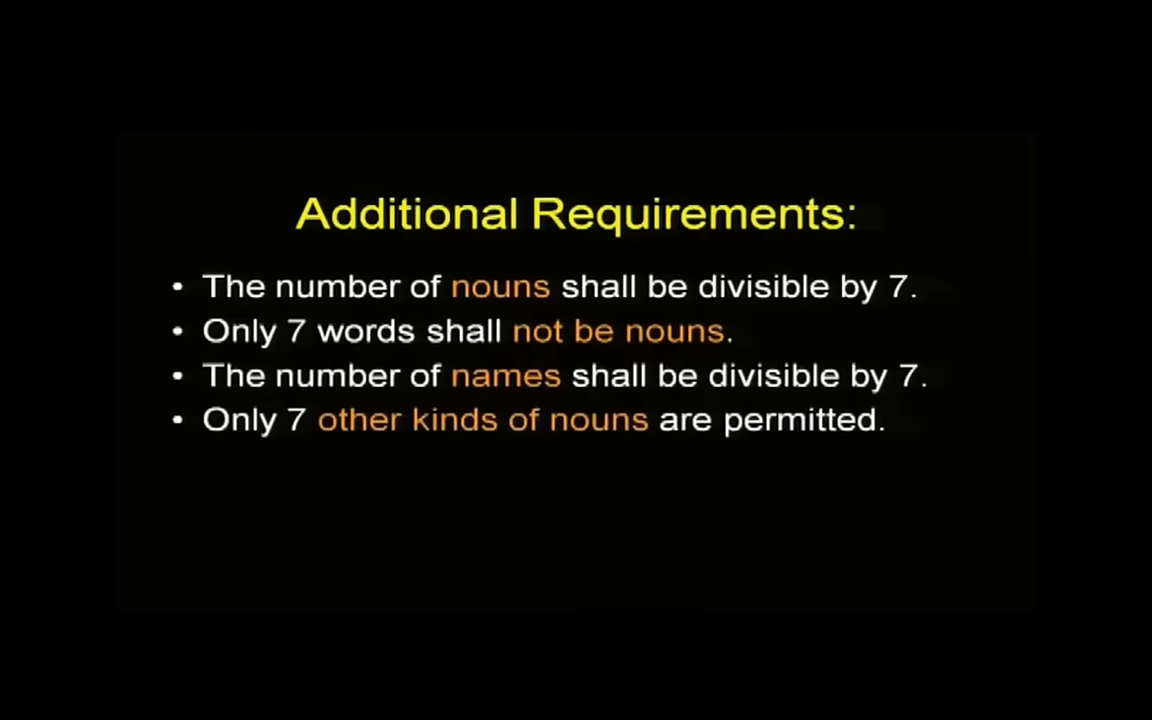 Additional Requirements:
• The number of nouns shall be divisible by 7.
• Only 7 words shall not be nouns.
• The number of names shall be divisible by 7.
• Only 7 other kinds of nouns are permitted.